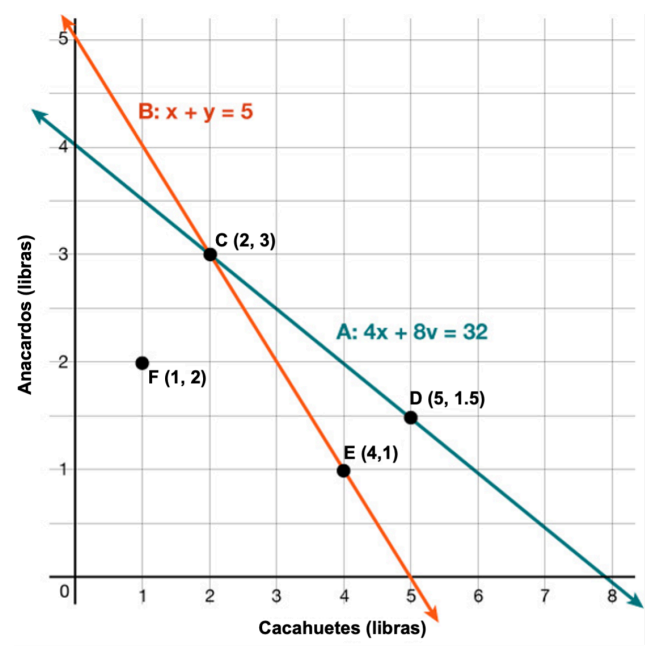 5
B: x + y = 5
4
C (2, 3)
3
A: 4x + 8v = 32
2
F (1, 2)
D (5, 1.5)
E (4,1)
1
0
1 2 3 4 5 6 7 8
Cacahuetes (libras)
Anacardos (libras)